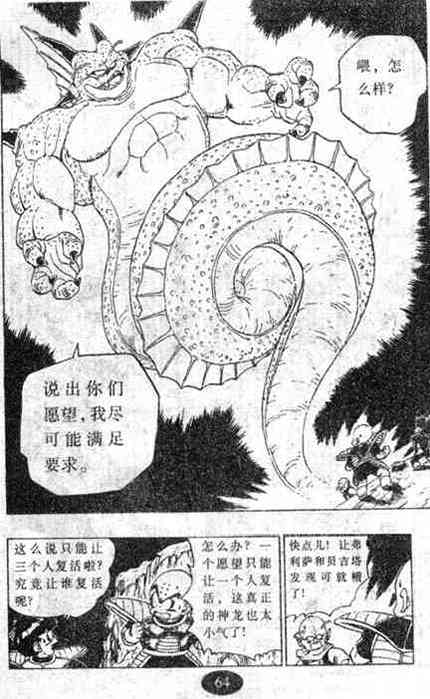 喂,怎
么样?
说出你们
愿望,我尽
可能满足
要求。
这么说只能让
三个人复活啦?
究竟让谁复活
呢?
怎么办?一
个愿望只能
让一个人复
活,这真正
的神龙也太
小气了!
快点儿!让弗
利萨和贝吉塔
发现可就糟
了!
64